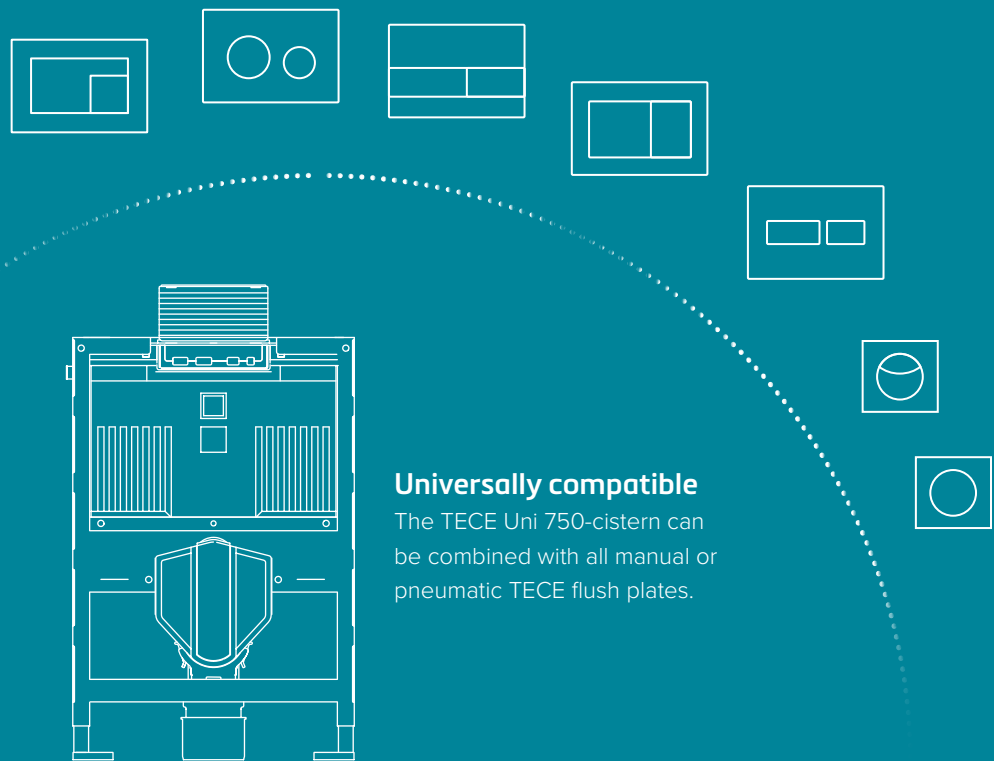 Universally compatible
The TECE Uni 750-cistern can
be combined with all manual or
pneumatic TECE flush plates.